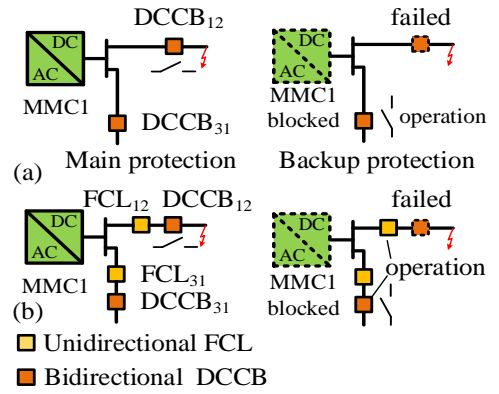 DCCB12 failed
DC DC
AC AC
MMC1 MMC1
DCCB31 blocked operation
Main protection Backup protection
(a)
FCL12 DCCB12 failed
DC DC
AC AC
FCL31 operation
MMC1 MMC1
(b) DCCB31 blocked
Unidirectional FCL
Bidirectional DCCB